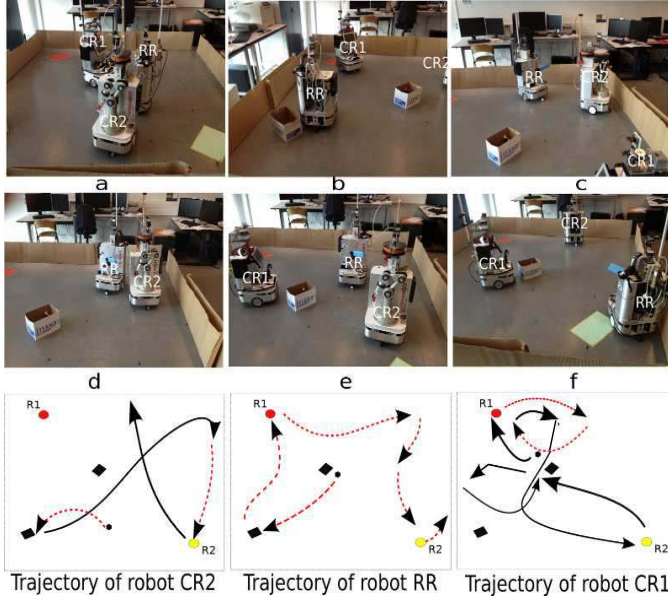 CR1 RR
CR2
CR1
RR
CR2
RR
CR2
CR1
a b c
RR
CR2
CR1
RR
CR2
CR2
CR1
RR
d e f
R1
R2
Trajectory of robot CR2
R1
R2
Trajectory of robot RR
R1
R2
Trajectory of robot CR1